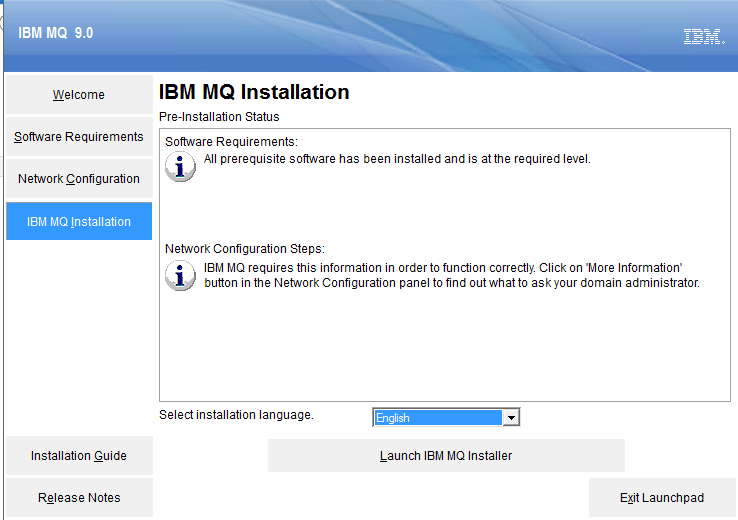 IBM MQ 9.0
IBM.
Welcome
Software Requirements
Network Configuration
IBM MQ Installation
IBM MQ Installation
Pre-Installation Status
Software Requirements:
All prerequisite software has been installed and is at the required level.
Network Configuration Steps:
IBM MQ requires this information in order to function correctly. Click on 'More Information'
button in the Network Configuration panel to find out what to ask your domain administrator.
Select installation language.
English
Installation Guide
Launch IBM MQ Installer
Release Notes
Exit Launchpad